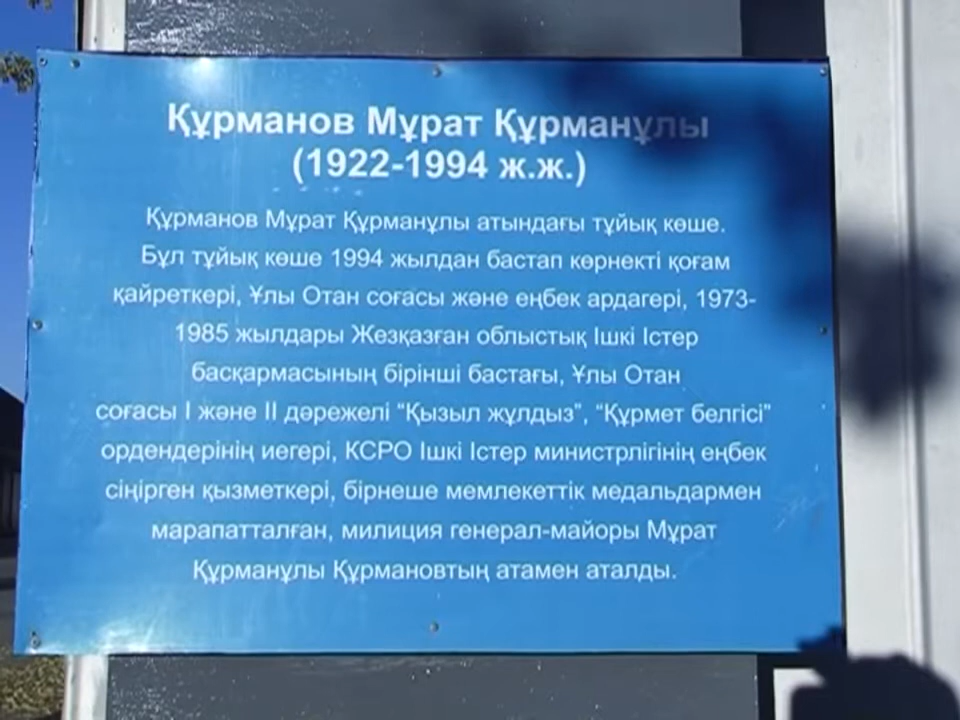 Құрманов Мұрат Құрманұлы
(1922-1994 ж.ж.)
Құрманов Мұрат Құрманұлы атындағы тұйық көше.
Бұл тұйық көше 1994 жылдан бастап көрнекті қоғам
қайреткері, Ұлы Отан соғасы және еңбек ардагері, 1973-
1985 жылдары Жезқазған облыстық Ішкі Істер
басқармасының бірінші бастағы, Ұлы Отан
соғасы І және ІІ дәрежелі “Қызыл жұлдыз”, “Құрмет белгісі”
ордендерінің иегері, КСРО Ішкі Істер министрлігінің еңбек
сіңірген қызметкері, бірнеше мемлекеттік медальдармен
марапатталған, милиция генерал-майоры Мұрат
Құрманұлы Құрмановтың атамен аталды.